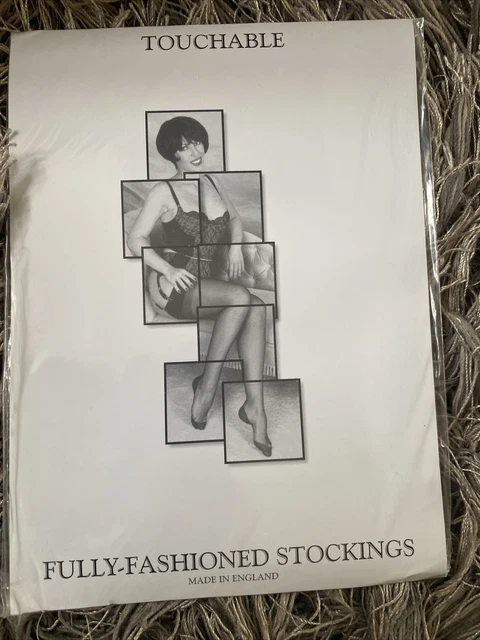 TOUCHABLE
FULLY-FASHIONED STOCKINGS
MADE IN ENGLAND